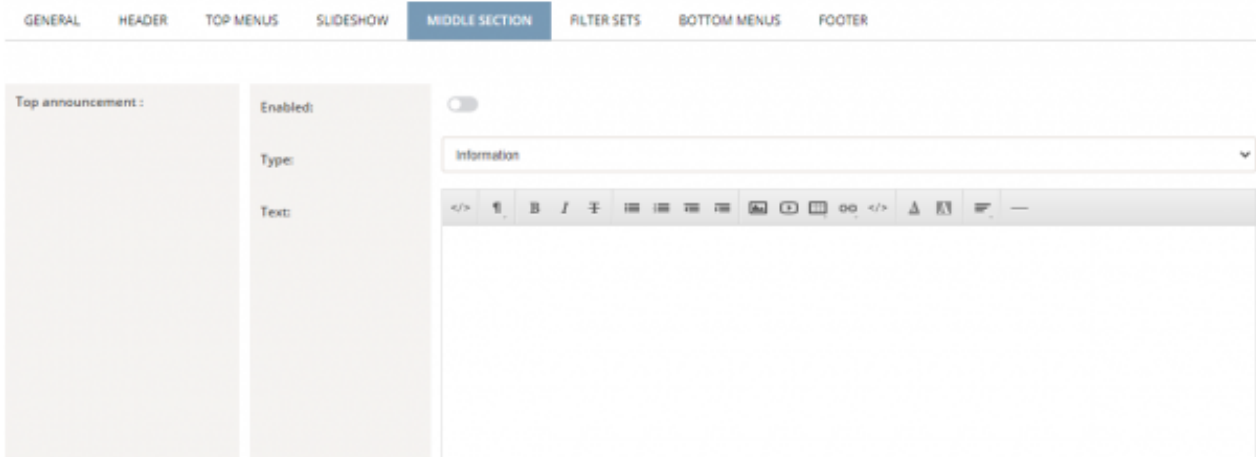 GENERAL HEADER TOP MENUS SLIDESHOW MIDDLE SECTION FILTER SETS BOTTOM MENUS FOOTER
Top announcement :
Enabled:
Type:
Information
Text: